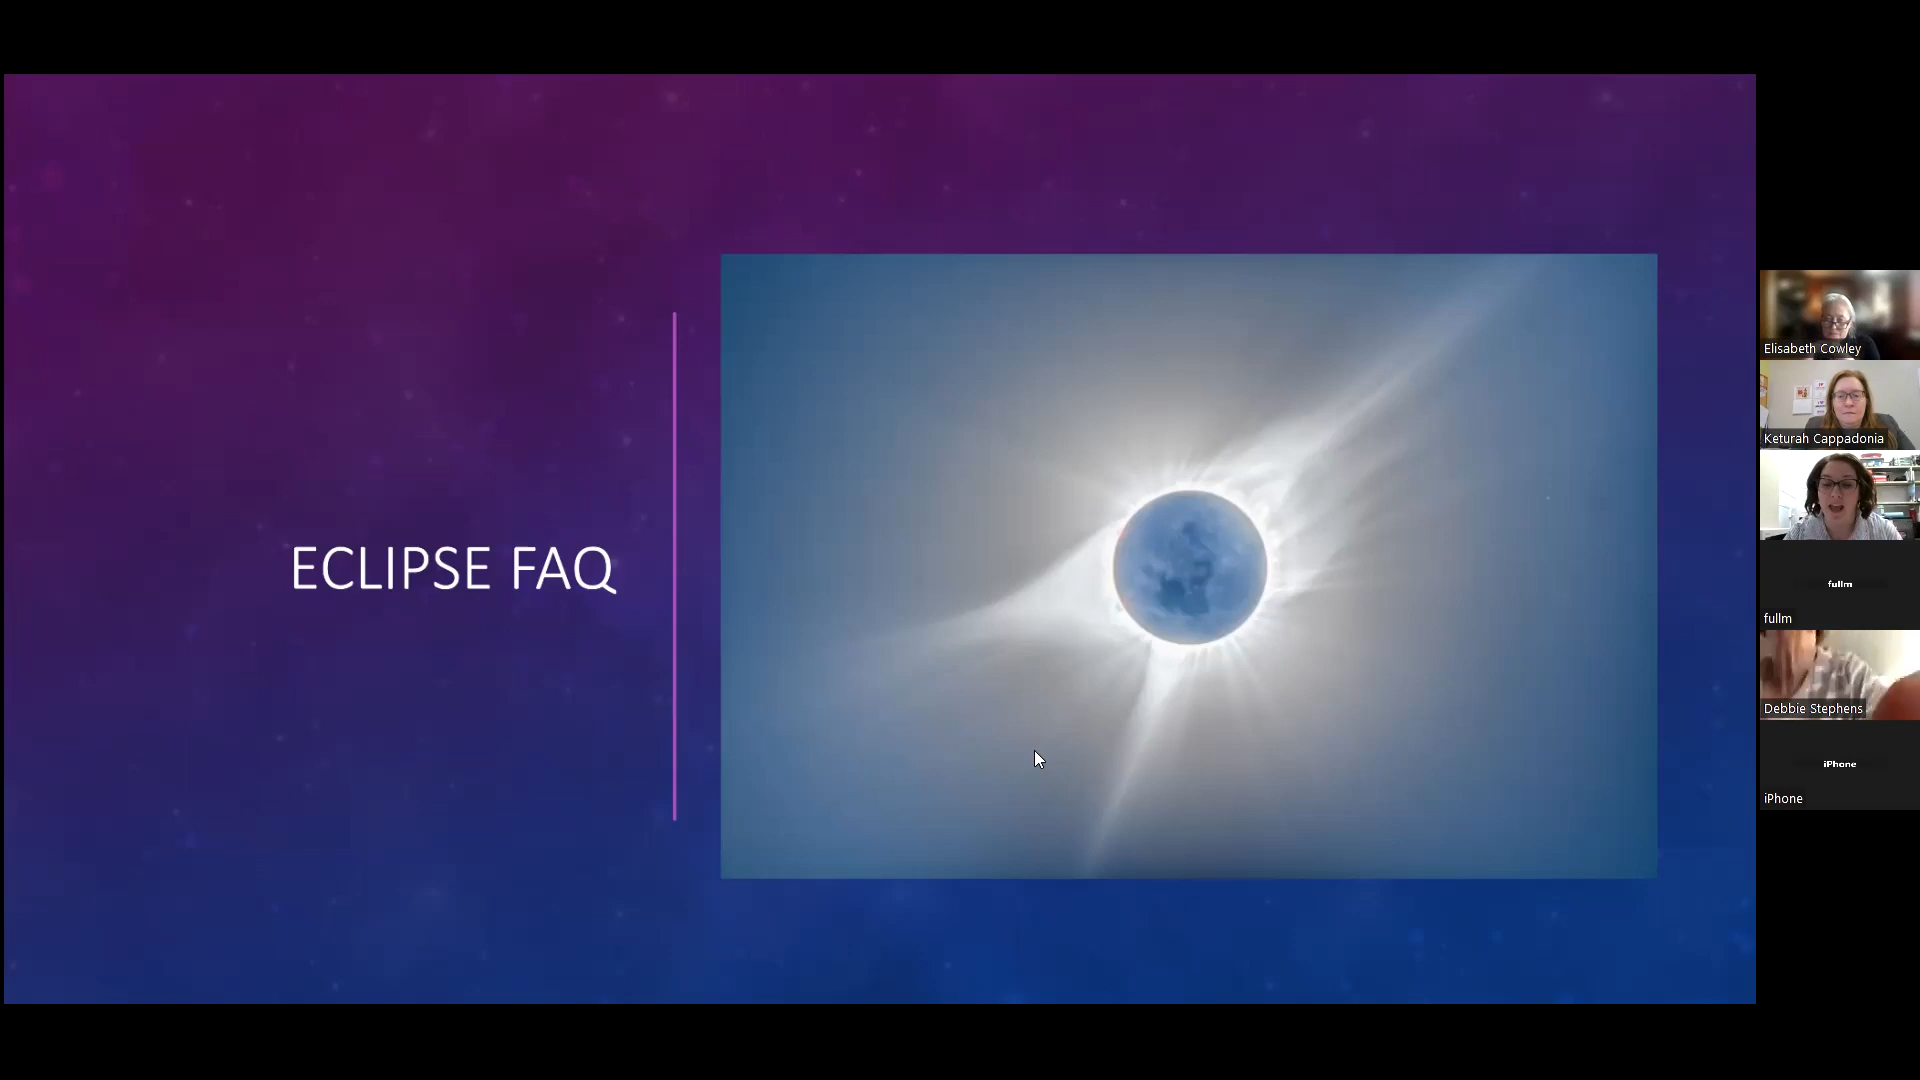 ECLIPSE FAQ
Elisabeth Cowley
Keturah Cappadonia
fullm
fullm
Debbie Stephens
iPhone
iPhone